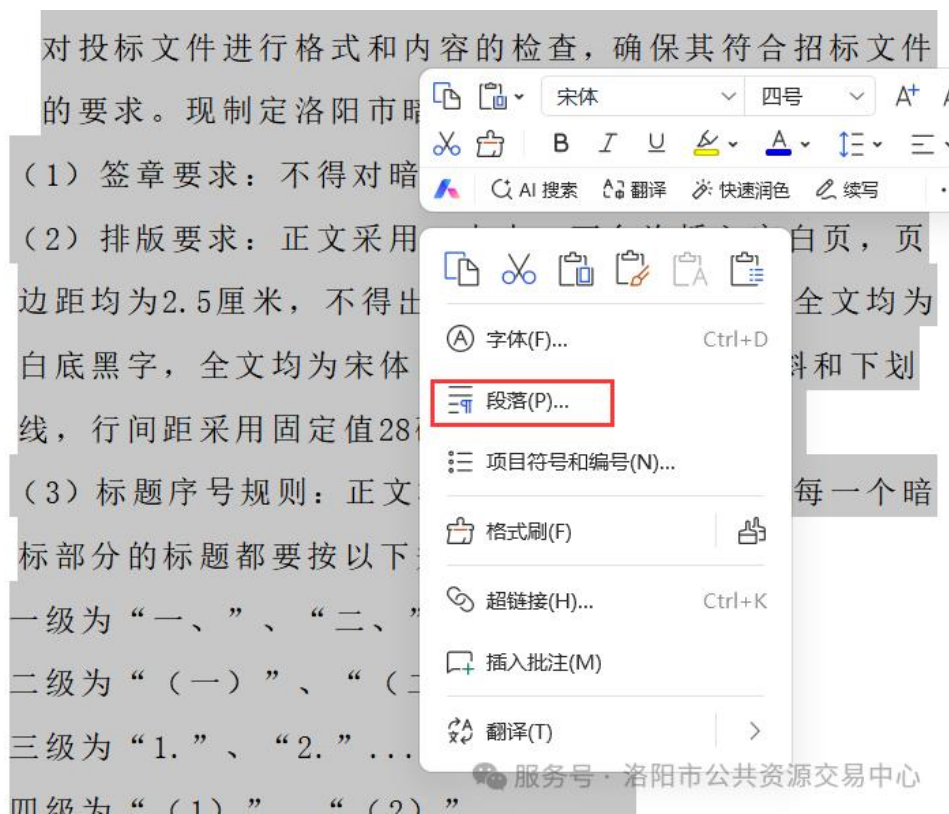 对投标文件进行格式和内容的检查，确保其符合招标文件
的要求。现制定洛阳市暗
（1）签章要求：不得对暗
（2）排版要求：正文采用
白页，页
边距均为2.5厘米，不得出
全文均为
白底黑字，全文均为宋体
和下划
线，行间距采用固定值28
（3）标题序号规则：正文
每一个暗
标部分的标题都要按以下
一级为“一、”、“二、”
二级为“（一）”、“（二
三级为“1.”、“2.”...
四级为“（1）”、“（2）”
宋体 四号 A+
B I U A
AI 搜索 翻译 快速润色 续写
字体(F)... Ctrl+D
段落(P)...
项目符号和编号(N)...
格式刷(F)
超链接(H)... Ctrl+K
插入批注(M)
翻译(T)
服务号 · 洛阳市公共资源交易中心